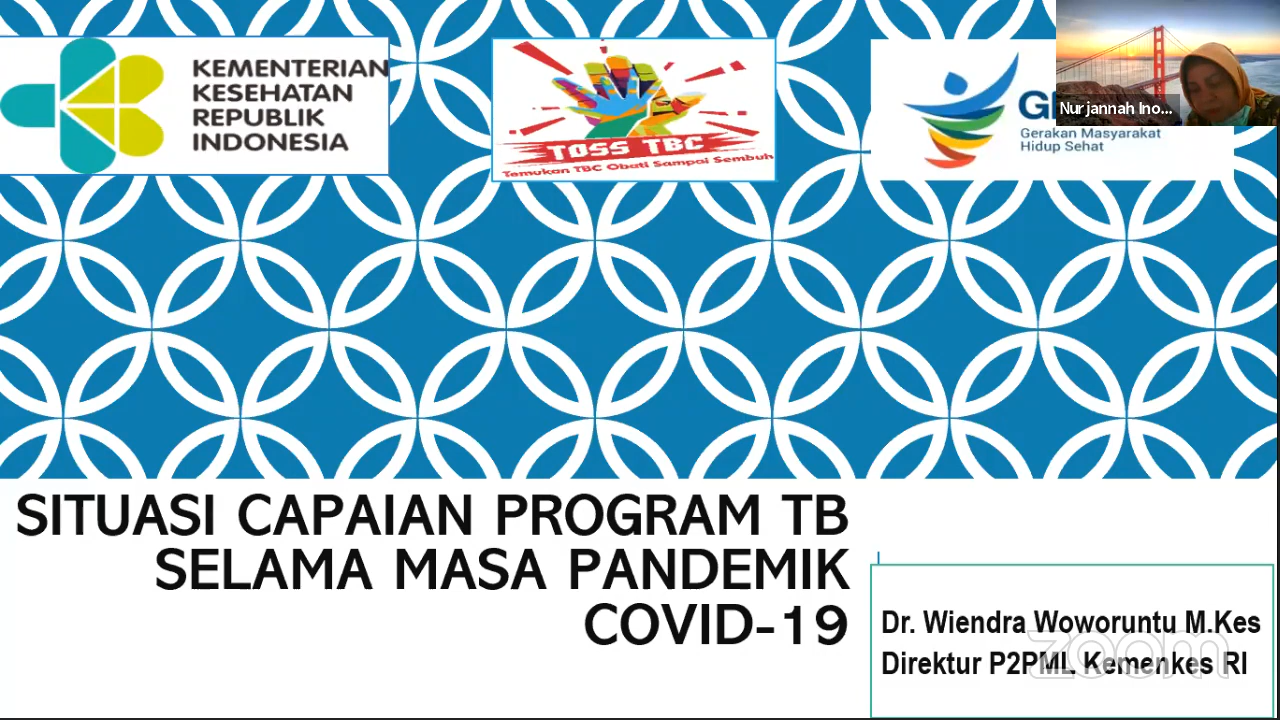 KEMENTERIAN
KESEHATAN
REPUBLIK
INDONESIA
TOSS TBC
Temukan TBC Obati Sampai Sembuh
Gerakan Masyarakat
Hidup Sehat
Nurjannah Ino...
SITUASI CAPAIAN PROGRAM TB
SELAMA MASA PANDEMIK
COVID-19
Dr. Wiendra Woworuntu M.Kes
Direktur P2PML Kemenkes RI
zoom